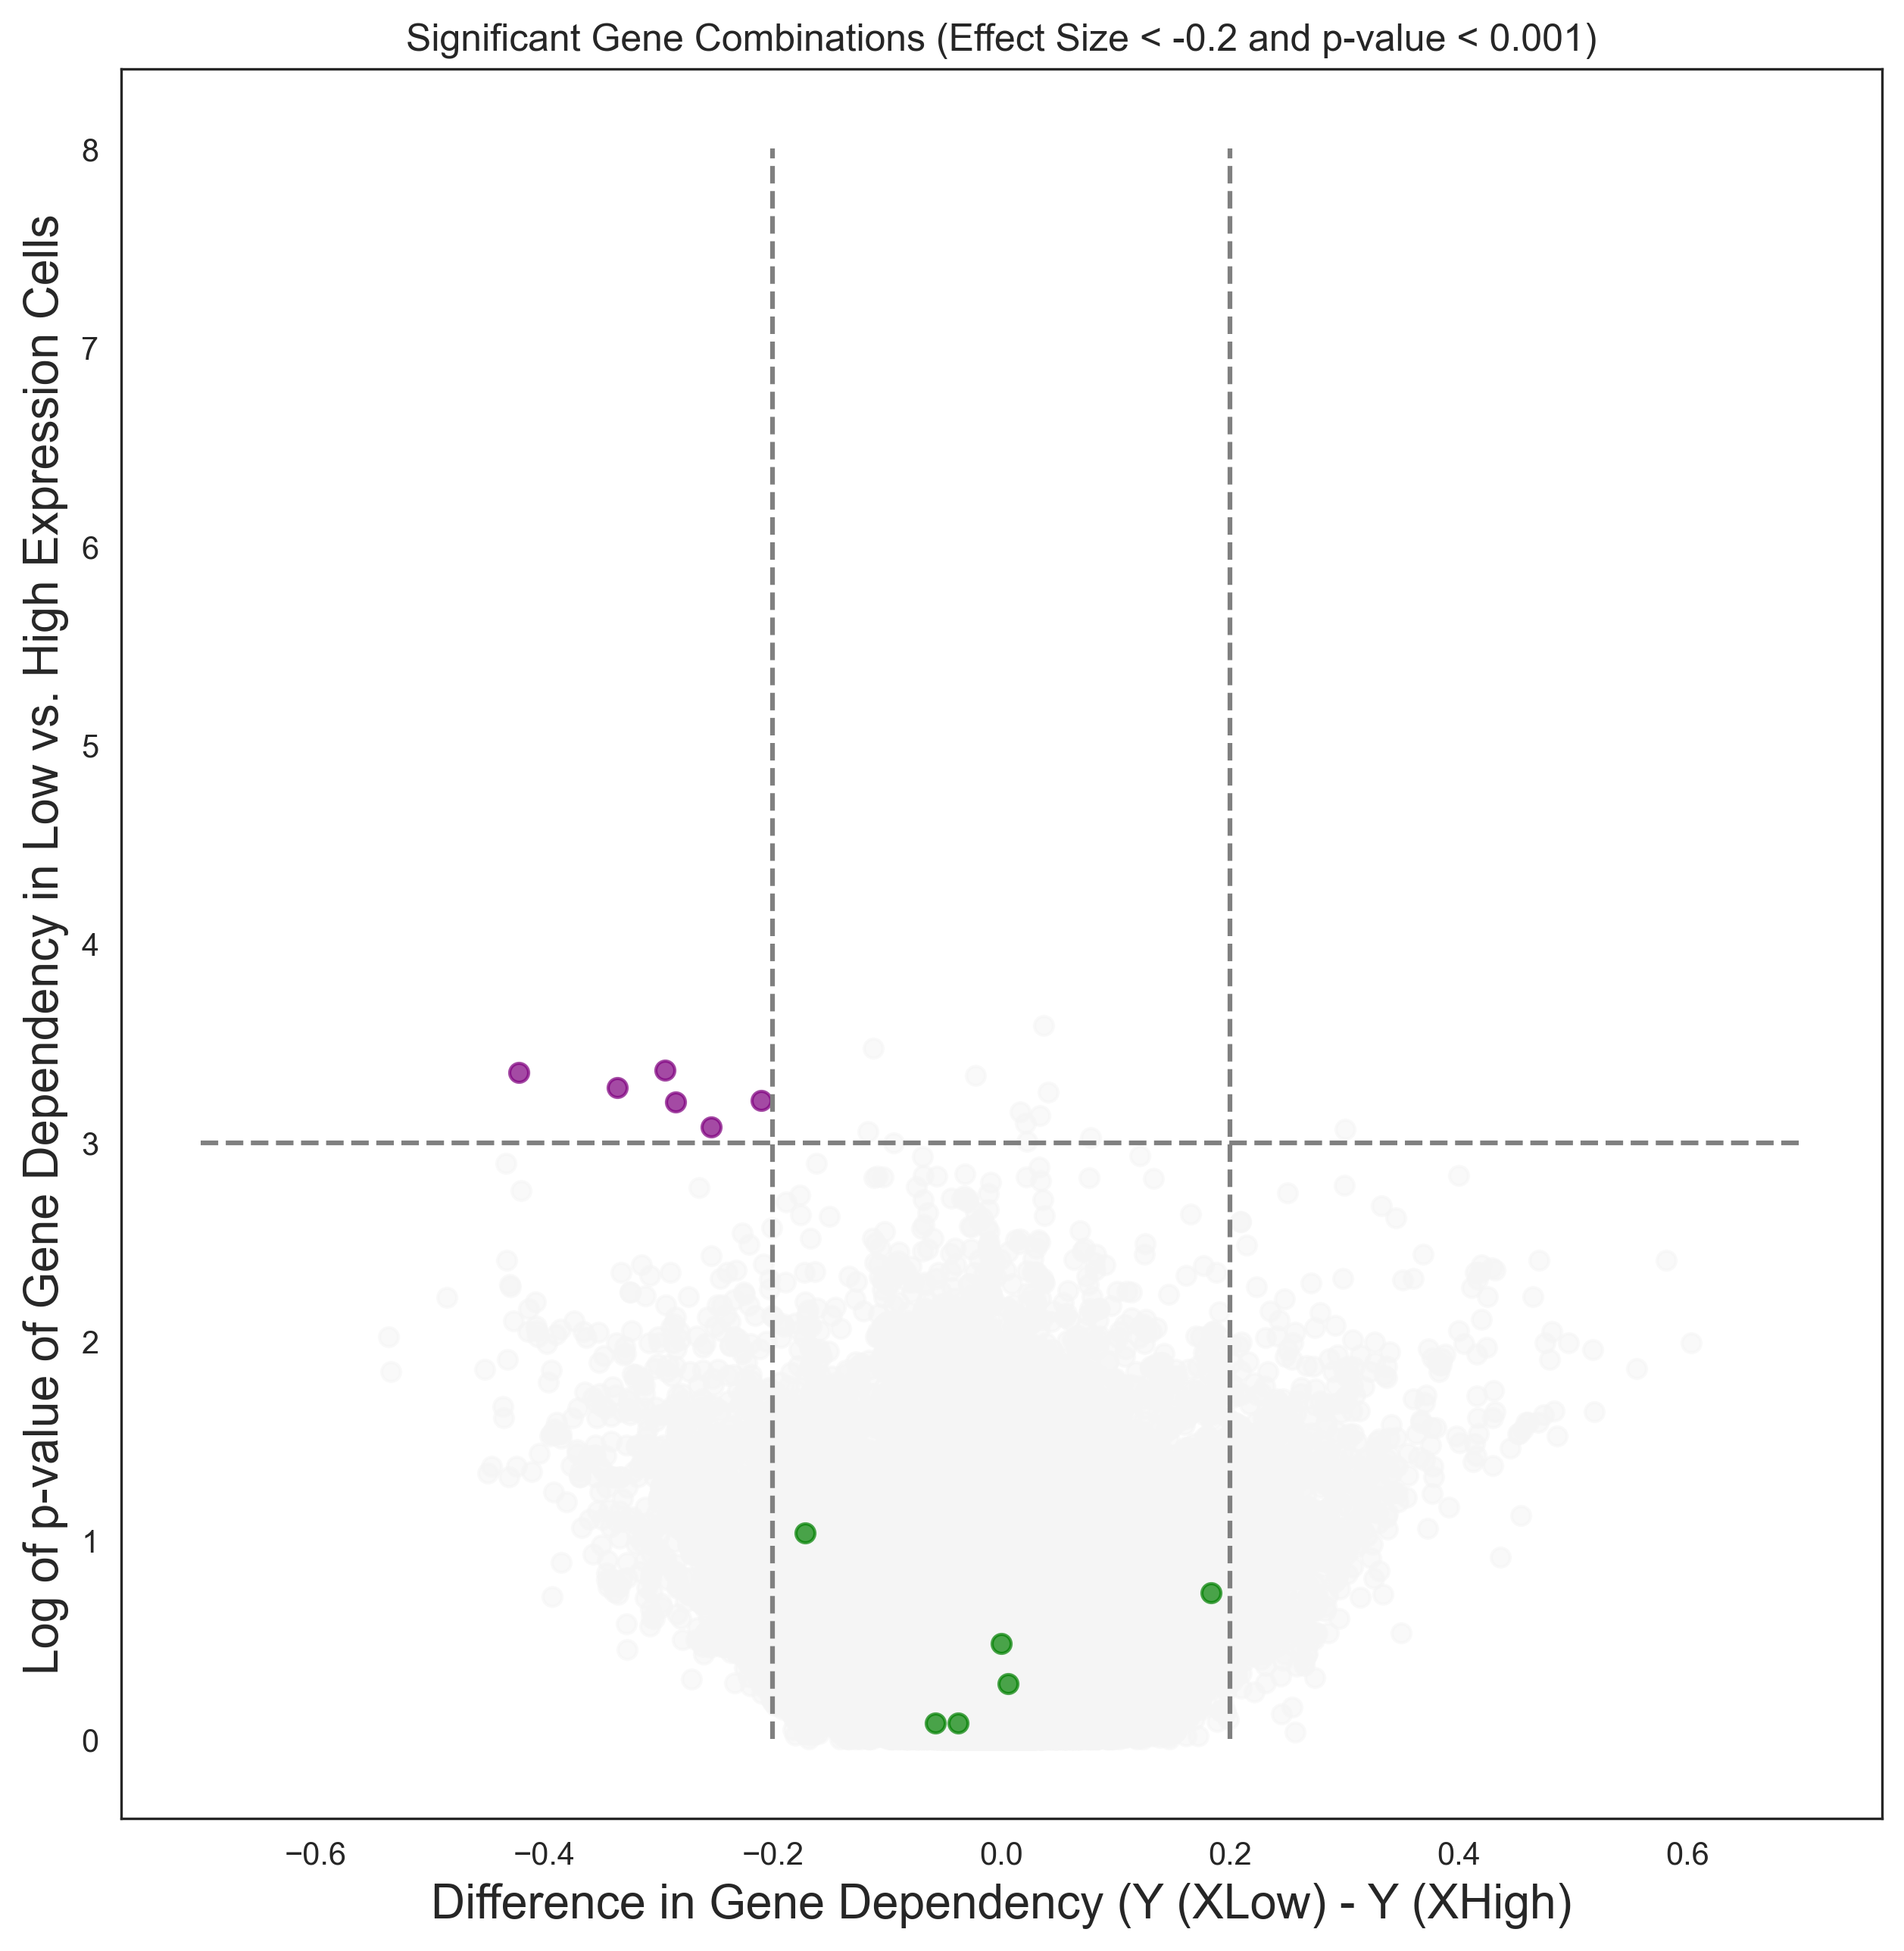 Significant Gene Combinations (Effect Size < -0.2 and p-value < 0.001)
Log of p-value of Gene Dependency in Low vs. High Expression Cells
8
7
6
5
4
3
2
1
0
−0.6 −0.4 −0.2 0.0 0.2 0.4 0.6
Difference in Gene Dependency (Y (XLow) - Y (XHigh)